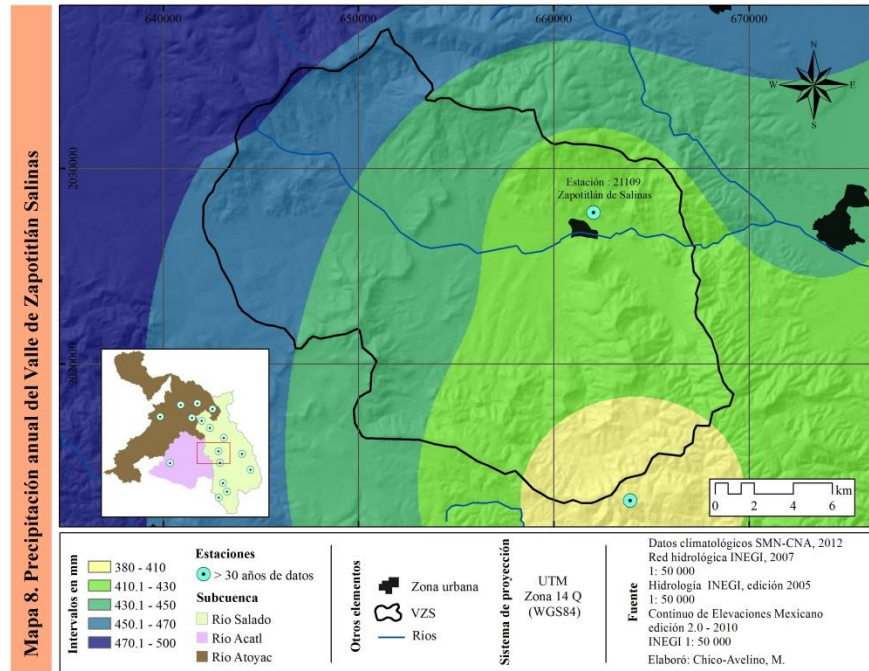 Mapa 8. Precipitación anual del Valle de Zapotitlán Salinas
640000
650000
660000
670000
2030000
2020000
N
W
E
S
Estación : 21109
Zapotitlán de Salinas
0
2
4
6
km
Intervalos en mm
380 - 410
410.1 - 430
430.1 - 450
450.1 - 470
470.1 - 500
Estaciones
> 30 años de datos
Subcuenca
Río Salado
Río Acatl
Río Atoyac
Otros elementos
Zona urbana
VZS
Ríos
Sistema de proyección
UTM
Zona 14 Q
(WGS84)
Fuente
Datos climatológicos SMN-CNA, 2012
Red hidrológica INEGI, 2007
1: 50 000
Hidrología INEGI, edición 2005
1: 50 000
Continuo de Elevaciones Mexicano
edición 2.0 - 2010
INEGI 1: 50 000
Elaboró: Chico-Avelino, M.